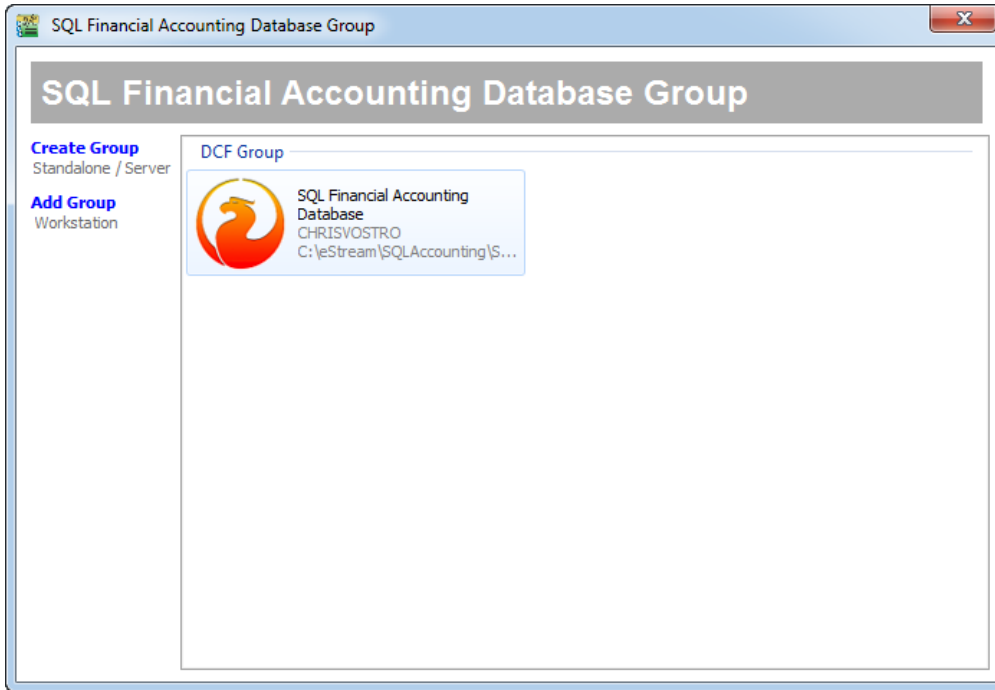 SQL Financial Accounting Database Group
SQL Financial Accounting Database Group
Create Group
Standalone / Server
Add Group
Workstation
DCF Group
SQL Financial Accounting
Database
CHRISVOSTRO
C:\eStream\SQLAccounting\S...